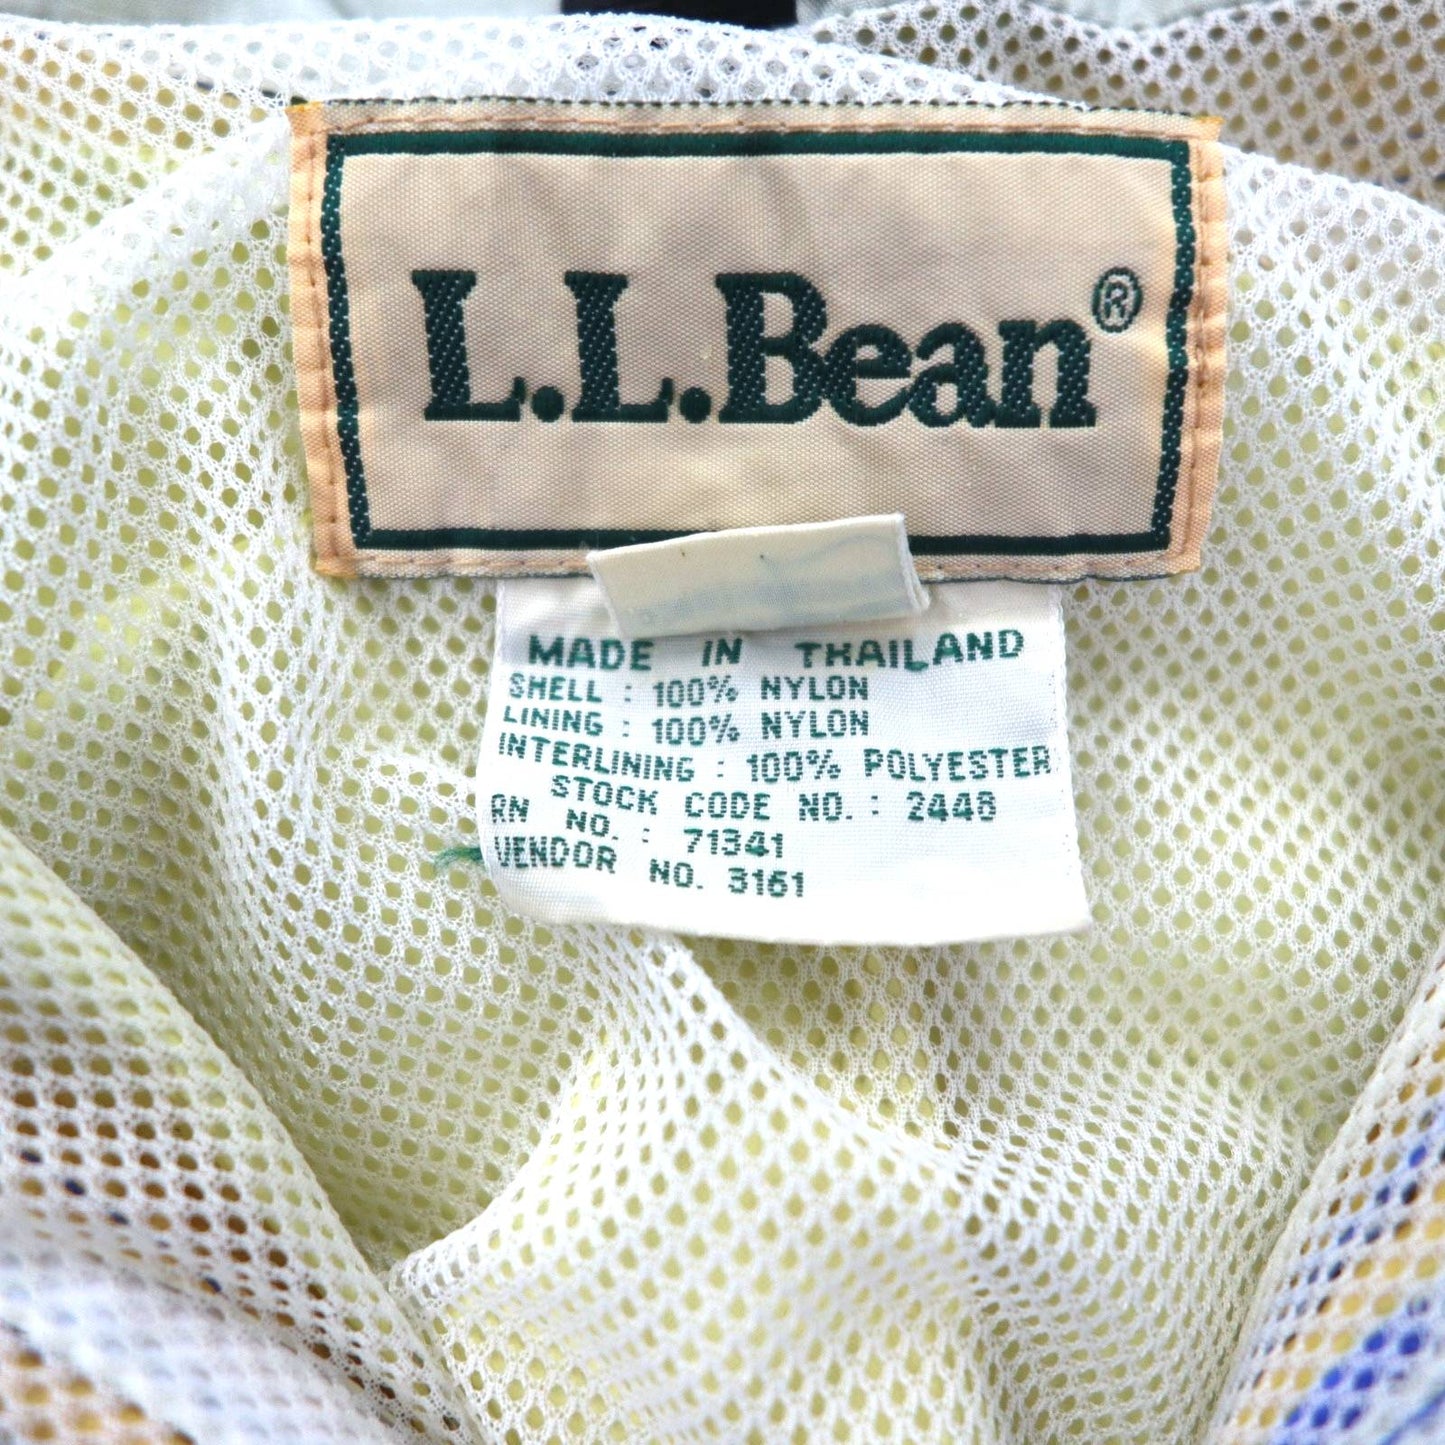 L.L.Bean®
MADE IN THAILAND
SHELL : 100% NYLON
LINING : 100% NYLON
INTERLINING : 100% POLYESTER
STOCK CODE NO. : 2448
RN NO. : 71341
VENDOR NO. 3161